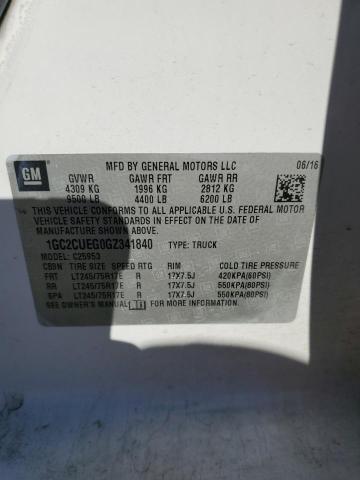 GM
MFD BY GENERAL MOTORS LLC 06/16
GVWR GAWR FRT GAWR RR
4309 KG 1996 KG 2812 KG
9500 LB 4400 LB 6200 LB
THIS VEHICLE CONFORMS TO ALL APPLICABLE U.S. FEDERAL MOTOR
VEHICLE SAFETY STANDARDS IN EFFECT ON THE DATE OF
MANUFACTURE SHOWN ABOVE.
1GC2CUEG0GZ341840 TYPE: TRUCK
MODEL: C25953
CB9N TIRE SIZE SPEED RTG RIM COLD TIRE PRESSURE
FRT LT245/75R17E R 17X7.5J 420KPA(60PSI)
RR LT245/75R17E R 17X7.5J 550KPA(80PSI)
SPA LT245/75R17E R 17X7.5J 550KPA(80PSI)
SEE OWNER'S MANUAL FOR ADDITIONAL INFORMATION.